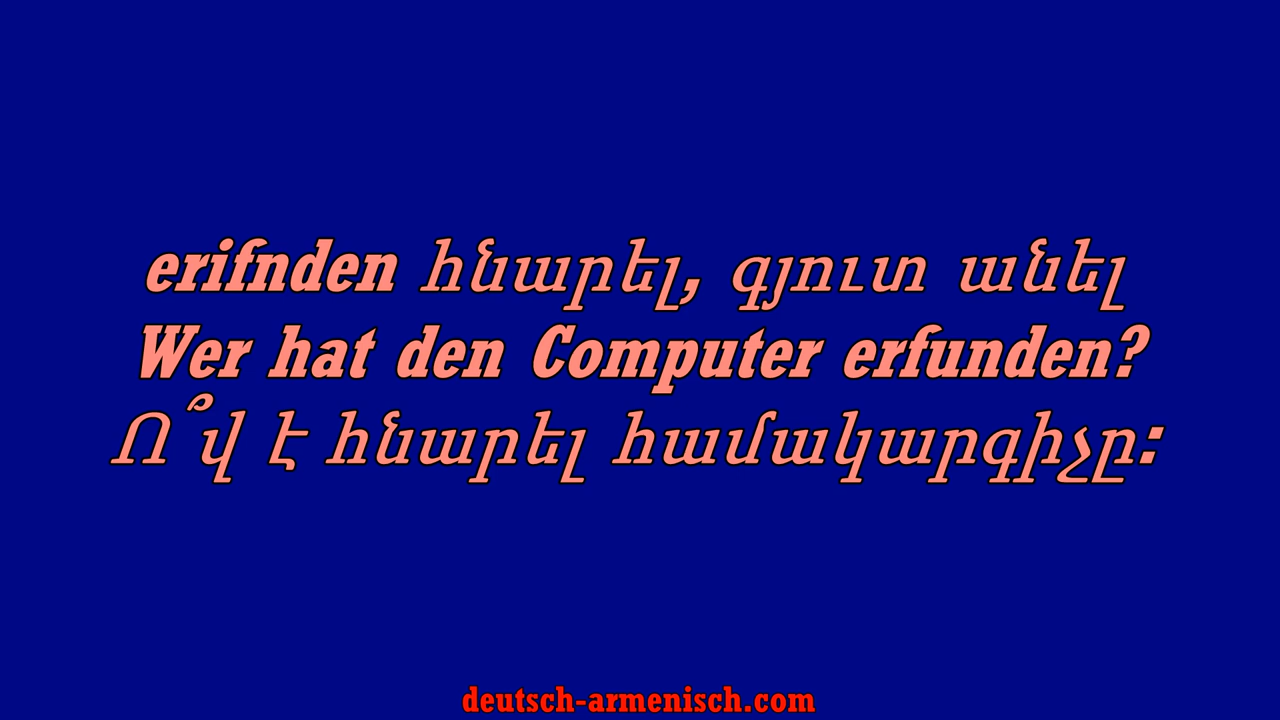 erifnden հնարել, գյուտ անել
Wer hat den Computer erfunden?
Ո՞վ է հնարել համակարգիչը:
deutsch-armenisch.com